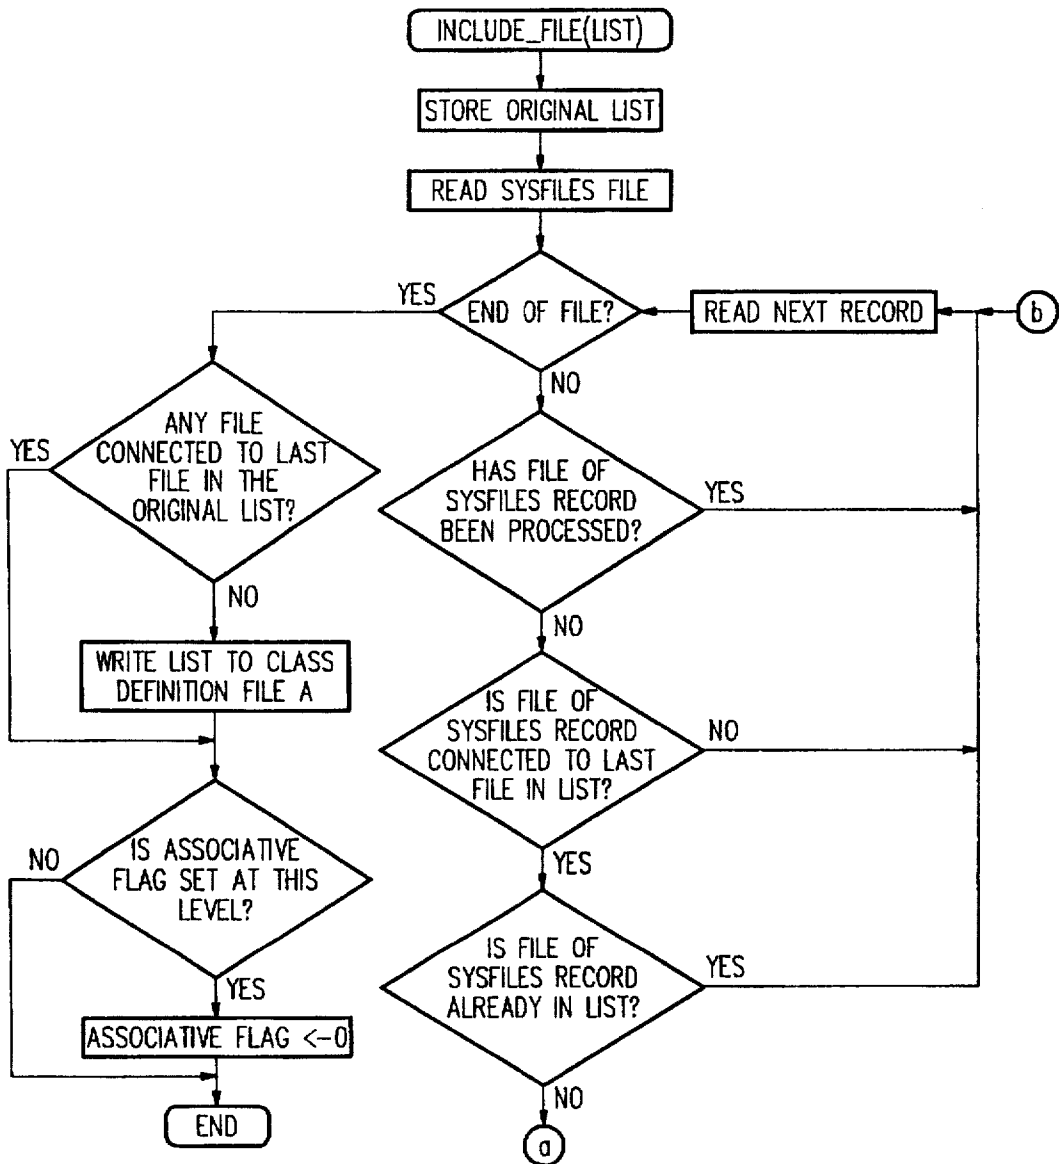 INCLUDE_FILE(LIST)
STORE ORIGINAL LIST
READ SYSFILES FILE
YES
END OF FILE?
READ NEXT RECORD
b
NO
ANY FILE
CONNECTED TO LAST
FILE IN THE
ORIGINAL LIST?
YES
HAS FILE OF
SYSFILES RECORD
BEEN PROCESSED?
YES
NO
NO
WRITE LIST TO CLASS
DEFINITION FILE A
IS FILE OF
SYSFILES RECORD
CONNECTED TO LAST
FILE IN LIST?
NO
IS ASSOCIATIVE
FLAG SET AT THIS
LEVEL?
NO
YES
YES
IS FILE OF
SYSFILES RECORD
ALREADY IN LIST?
YES
ASSOCIATIVE FLAG <-0
NO
END
a